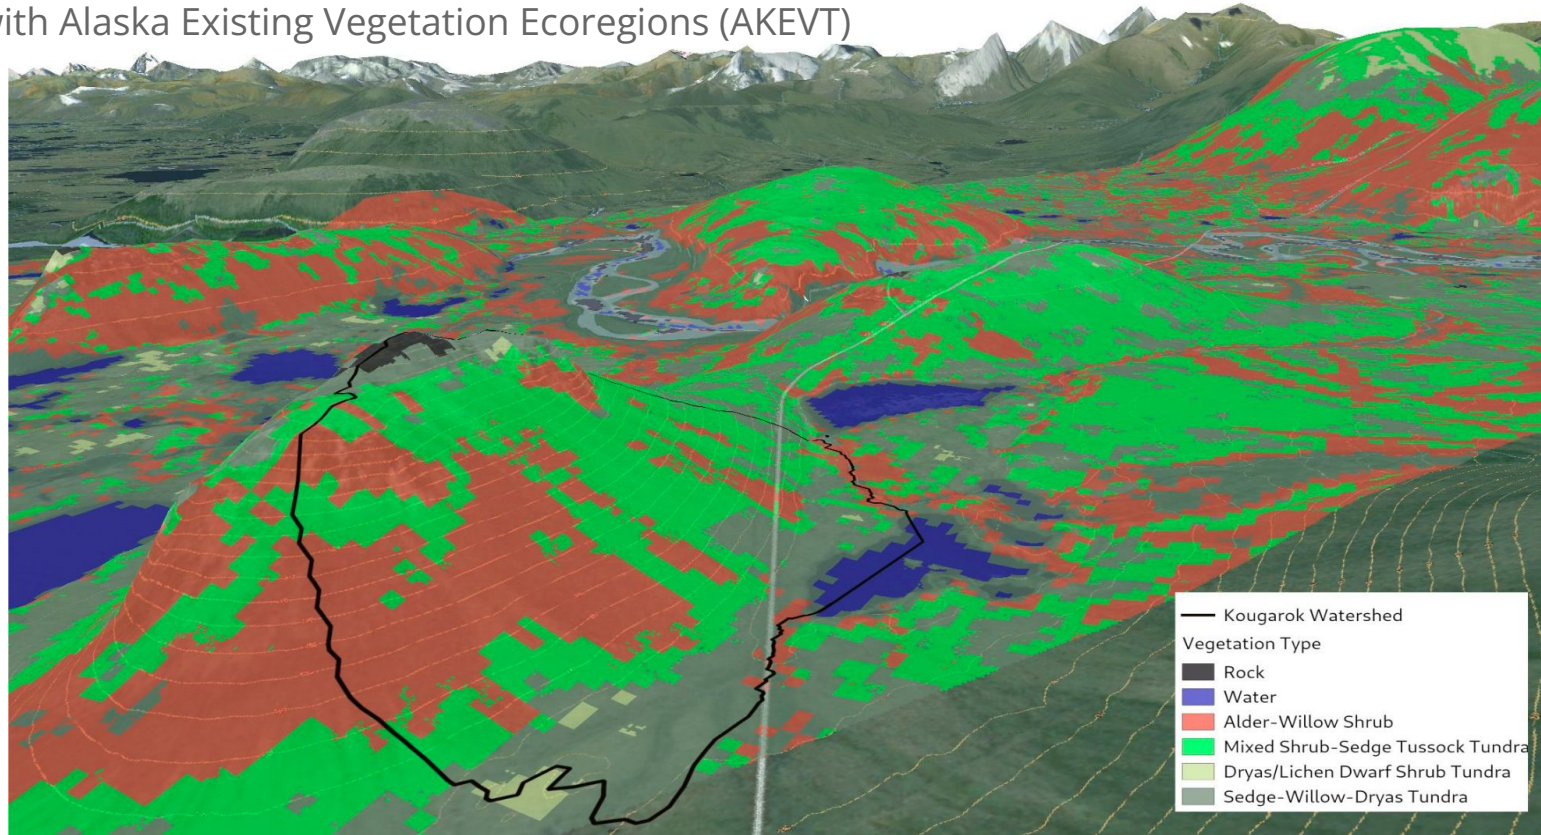 with Alaska Existing Vegetation Ecoregions (AKEVT)
Kougarok Watershed
Vegetation Type
Rock
Water
Alder-Willow Shrub
Mixed Shrub-Sedge Tussock Tundra
Dryas/Lichen Dwarf Shrub Tundra
Sedge-Willow-Dryas Tundra